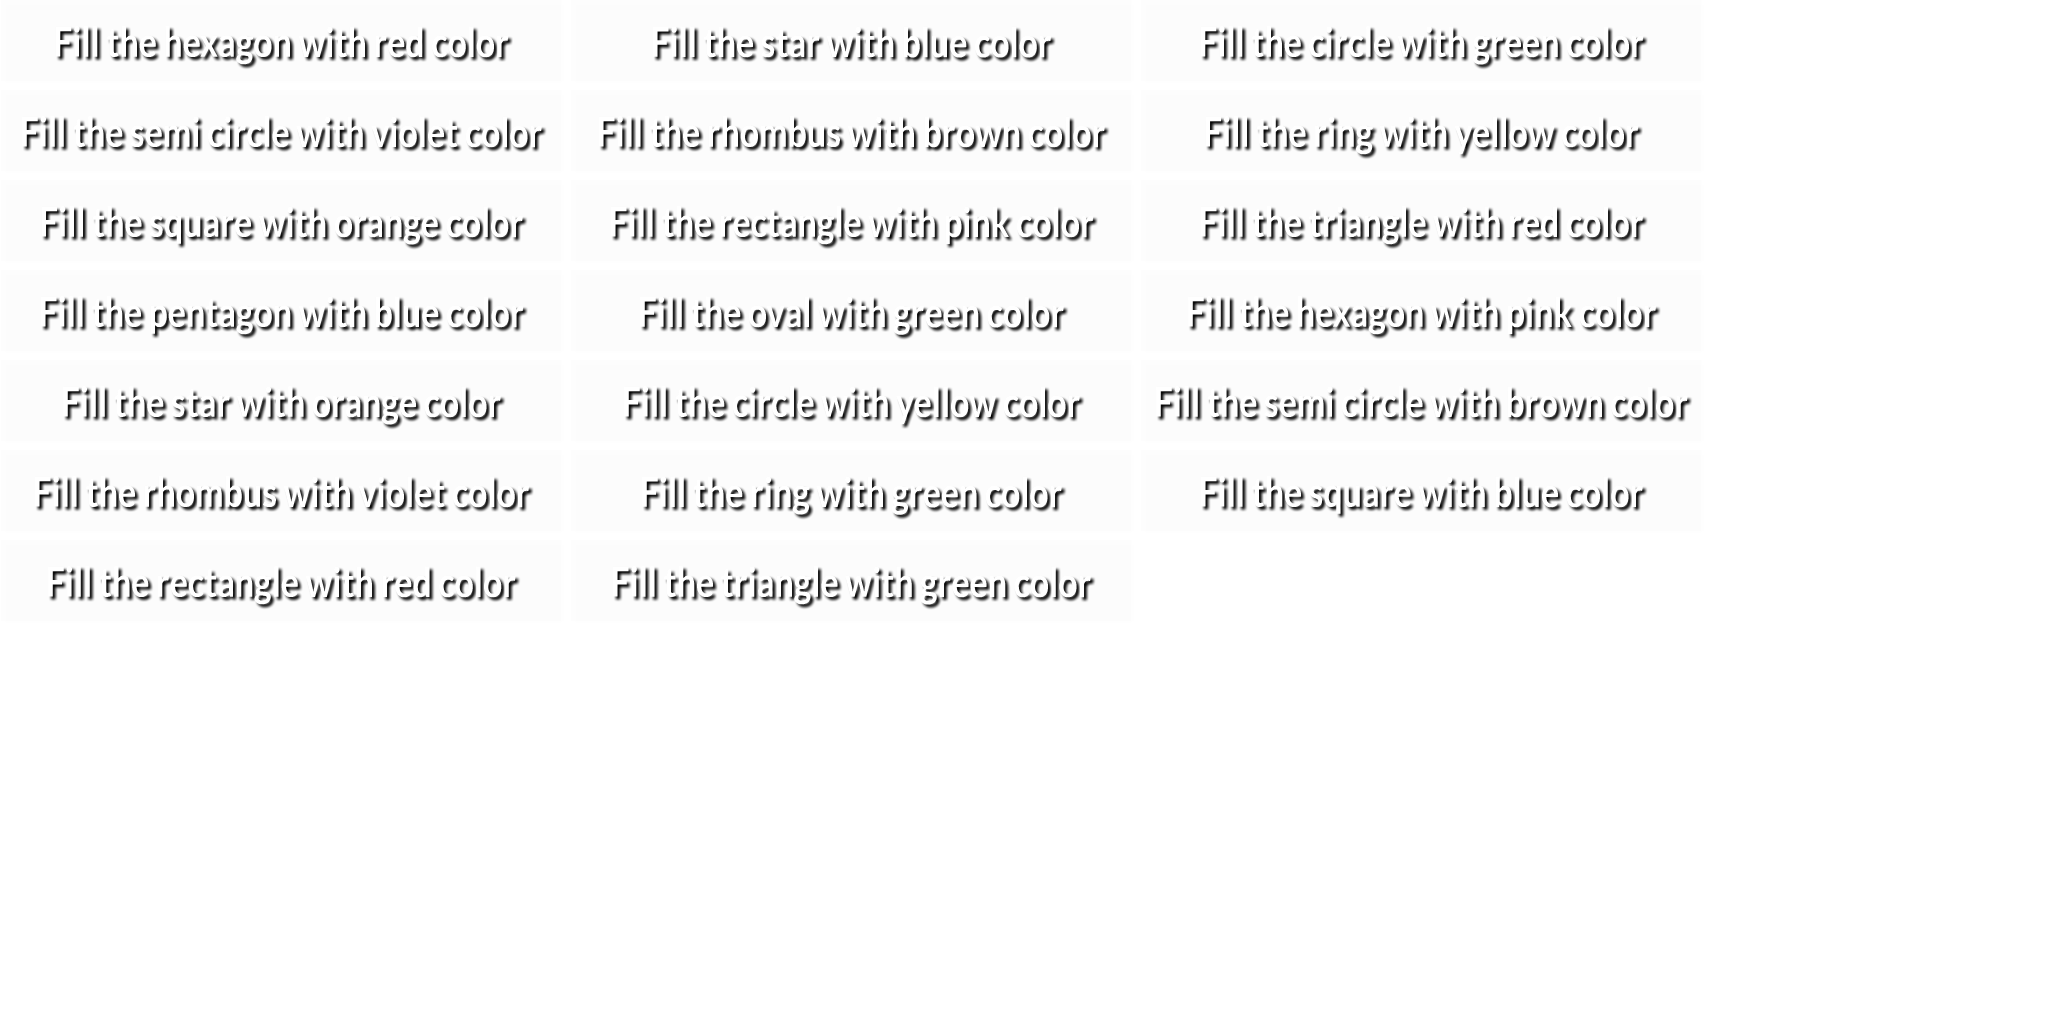 Fill the hexagon with red color
Fill the star with blue color
Fill the circle with green color
Fill the semi circle with violet color
Fill the rhombus with brown color
Fill the ring with yellow color
Fill the square with orange color
Fill the rectangle with pink color
Fill the triangle with red color
Fill the pentagon with blue color
Fill the oval with green color
Fill the hexagon with pink color
Fill the star with orange color
Fill the circle with yellow color
Fill the semi circle with brown color
Fill the rhombus with violet color
Fill the ring with green color
Fill the square with blue color
Fill the rectangle with red color
Fill the triangle with green color